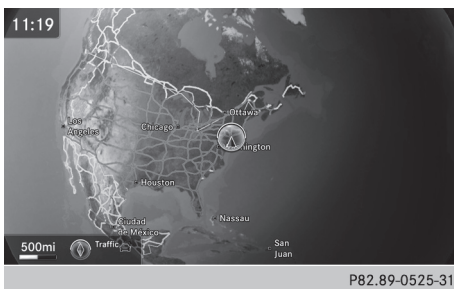 11:19
Ottawa
Los
Angeles
Chicago
hington
Houston
Ciudad
de México
Nassau
500mi
Traffic
San
Juan
P82.89-0525-31